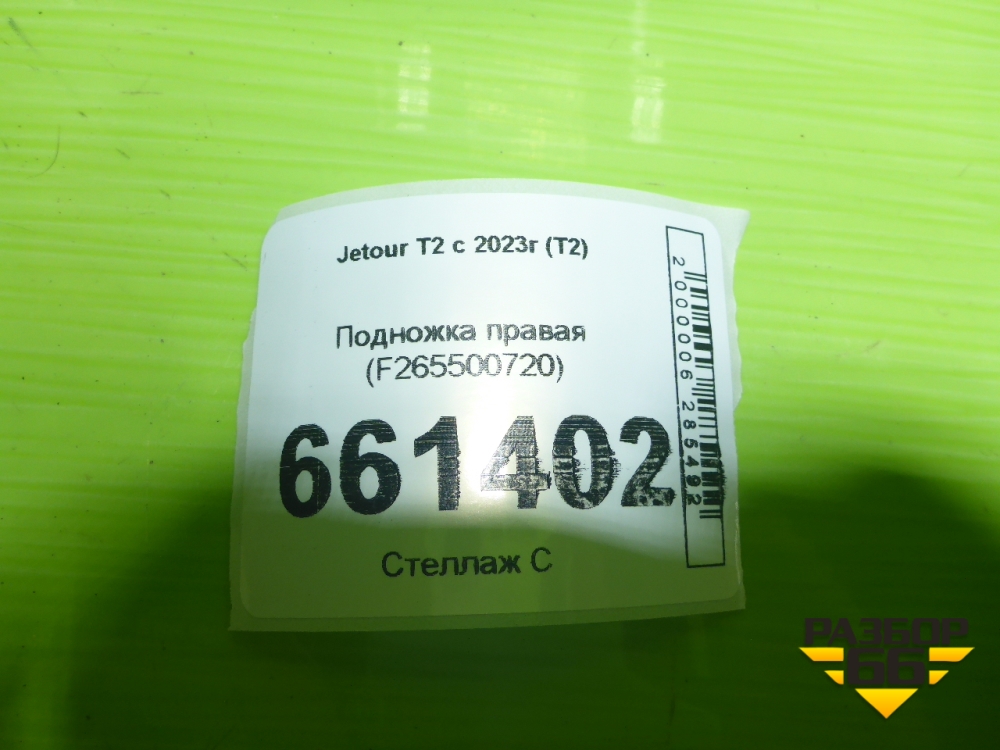 Jetour T2 с 2023г (T2)
Подножка правая
(F265500720)
661402
Стеллаж С
2000006285492
РАЗБОР
66